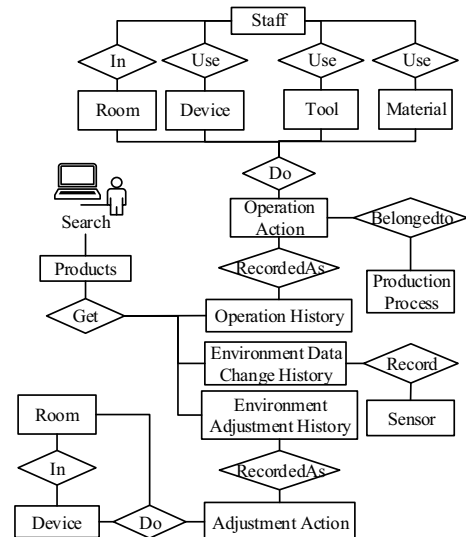 Staff
In
Use
Use
Use
Room
Device
Tool
Material
Do
Search
Operation
Action
Belongedto
Products
RecordedAs
Production
Process
Get
Operation History
Environment Data
Change History
Record
Room
Environment
Adjustment History
Sensor
In
RecordedAs
Device
Do
Adjustment Action